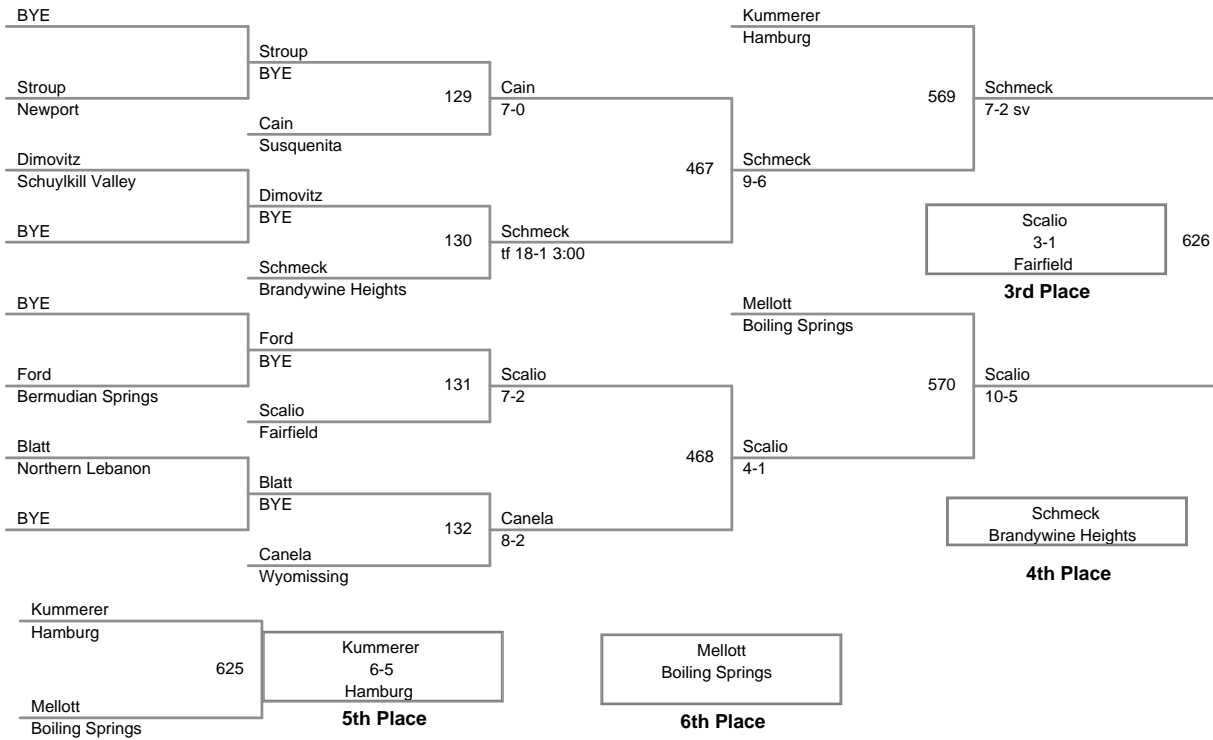 BYE
Stroup
Newport
Dimovitz
Schuylkill Valley
BYE
BYE
Ford
Bermudian Springs
Blatt
Northern Lebanon
BYE
Stroup
BYE
129
Cain
Susquenita
Dimovitz
BYE
130
Schmeck
Brandywine Heights
Ford
BYE
131
Scalio
Fairfield
Blatt
BYE
132
Canela
Wyomissing
Cain
7-0
467
Schmeck
tf 18-1 3:00
Scalio
7-2
468
Canela
8-2
Kummerer
Hamburg
569
Schmeck
9-6
Mellott
Boiling Springs
570
Scalio
4-1
Schmeck
7-2 sv
Scalio
3-1
Fairfield
626
3rd Place
Scalio
10-5
Schmeck
Brandywine Heights
4th Place
Kummerer
Hamburg
625
Mellott
Boiling Springs
Kummerer
6-5
Hamburg
5th Place
Mellott
Boiling Springs
6th Place